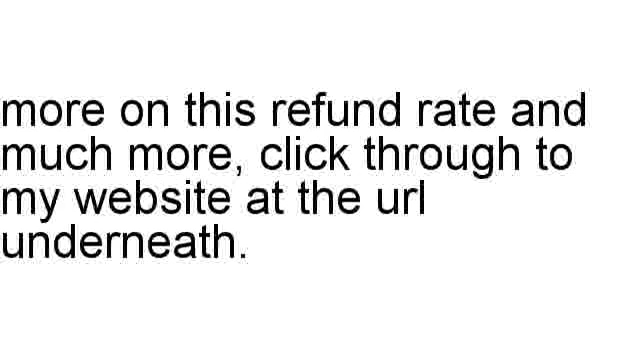 more on this refund rate and
much more, click through to
my website at the url
underneath.